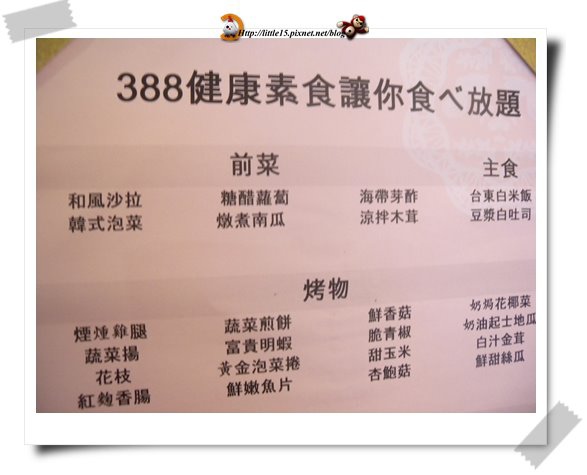 Http://little15.pixnet.net/blog
388健康素食讓你食べ放題
前菜 主食
和風沙拉 糖醋蘿蔔 海帶芽酢 台東白米飯
韓式泡菜 燉煮南瓜 涼拌木茸 豆漿白吐司
烤物
煙燻雞腿 蔬菜煎餅 鮮香菇 奶焗花椰菜
蔬菜揚 富貴明蝦 脆青椒 奶油起士地瓜
花枝 黃金泡菜捲 甜玉米 白汁金茸
紅麴香腸 鮮嫩魚片 杏鮑菇 鮮甜絲瓜